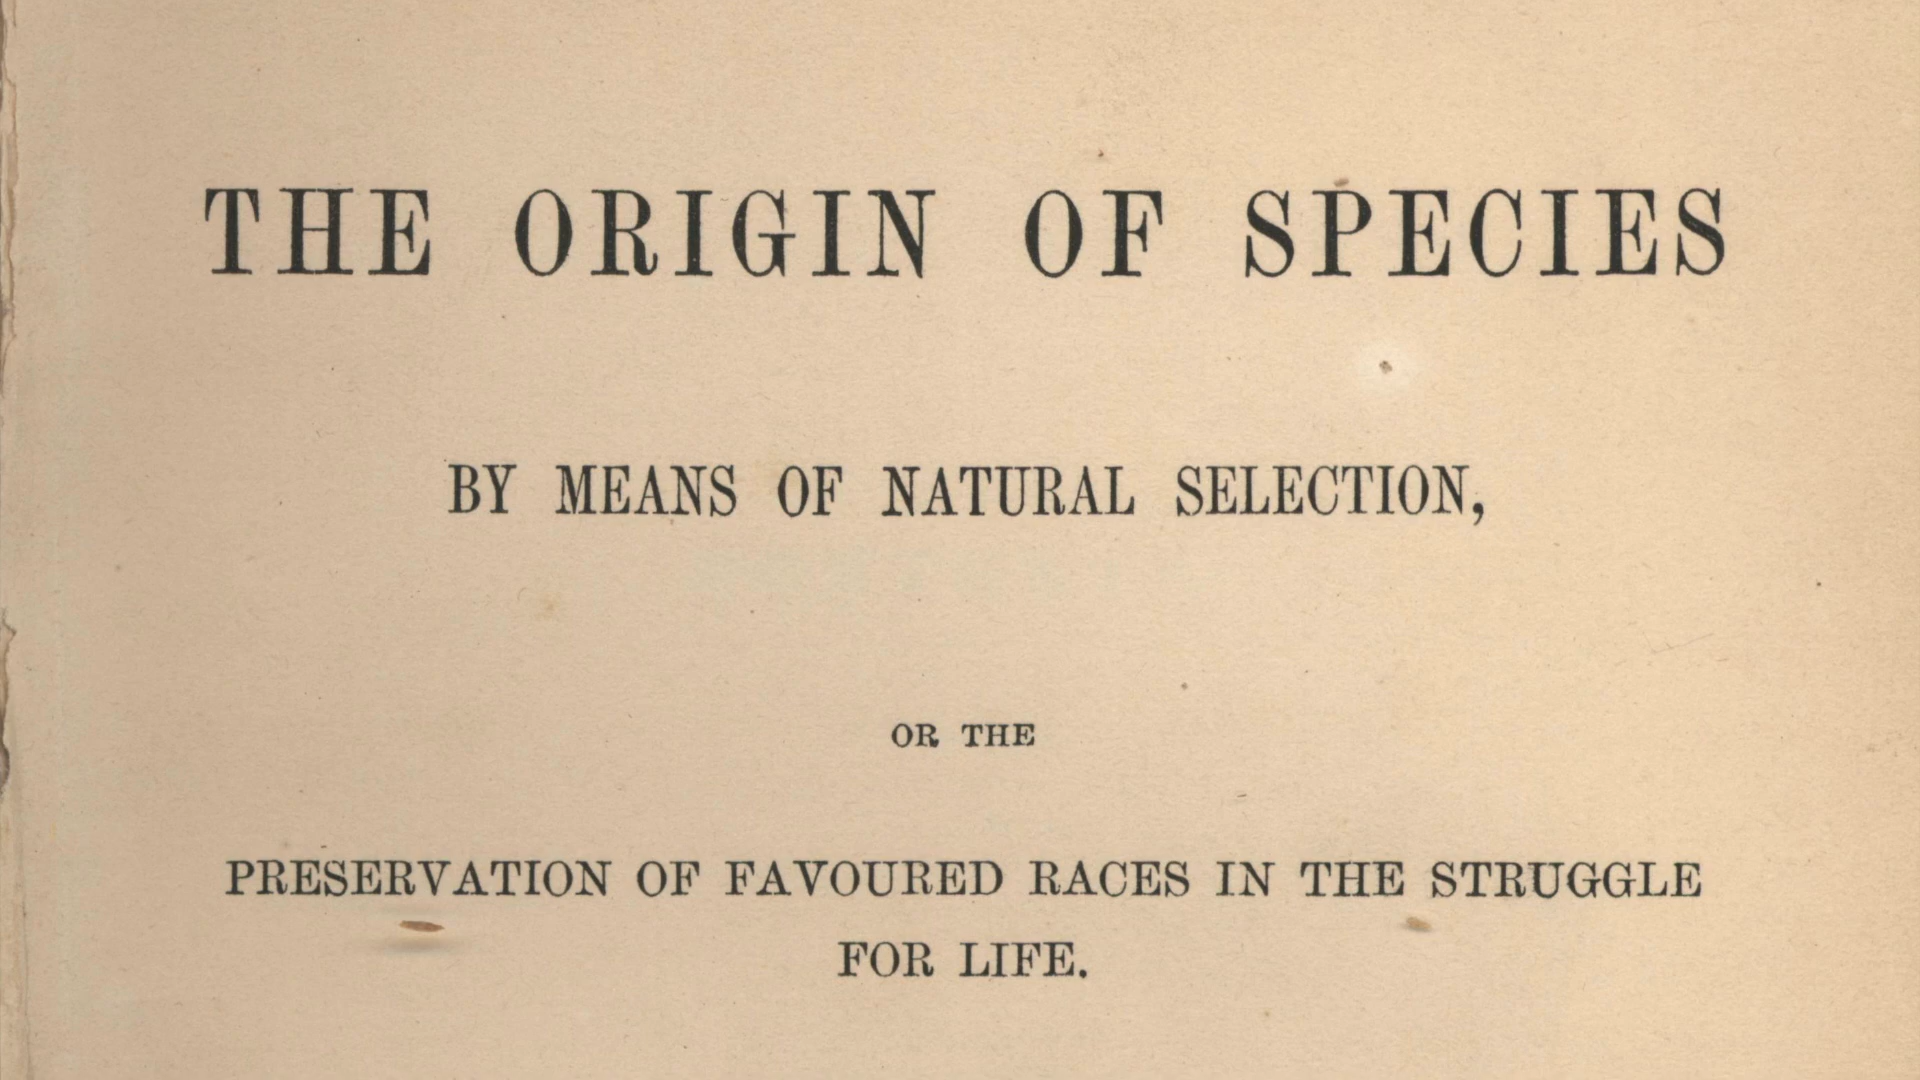 THE ORIGIN OF SPECIES
BY MEANS OF NATURAL SELECTION,
OR THE
PRESERVATION OF FAVOURED RACES IN THE STRUGGLE
FOR LIFE.